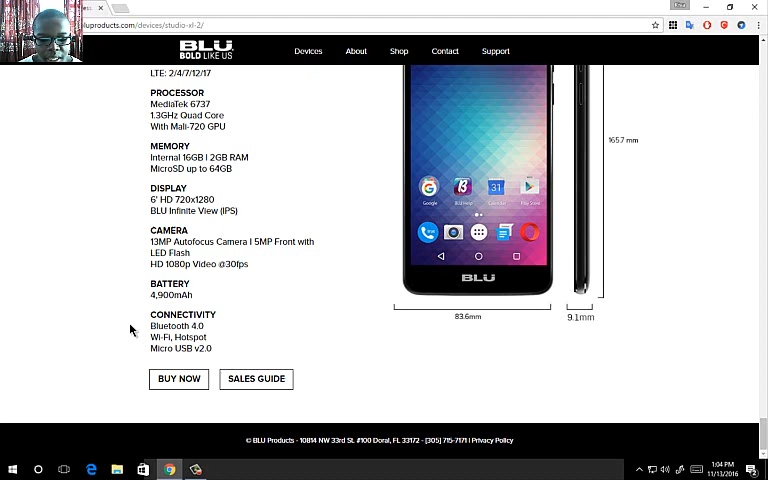 bluproducts.com/devices/studio-xl-2/
BLU
BOLD LIKE US
Devices About Shop Contact Support
LTE: 2/4/7/12/17
PROCESSOR
MediaTek 6737
1.3GHz Quad Core
With Mali-720 GPU
MEMORY
Internal 16GB | 2GB RAM
MicroSD up to 64GB
DISPLAY
6' HD 720x1280
BLU Infinite View (IPS)
CAMERA
13MP Autofocus Camera | 5MP Front with
LED Flash
HD 1080p Video @30fps
BATTERY
4,900mAh
CONNECTIVITY
Bluetooth 4.0
Wi-Fi, Hotspot
Micro USB v2.0
BUY NOW SALES GUIDE
31
Google BLU Help Calendar Play Store
BLU
165.7 mm
83.6mm
9.1mm
© BLU Products - 10814 NW 33rd St. #100 Doral, FL 33172 - [305] 715-7171 | Privacy Policy
1:04 PM
11/13/2016